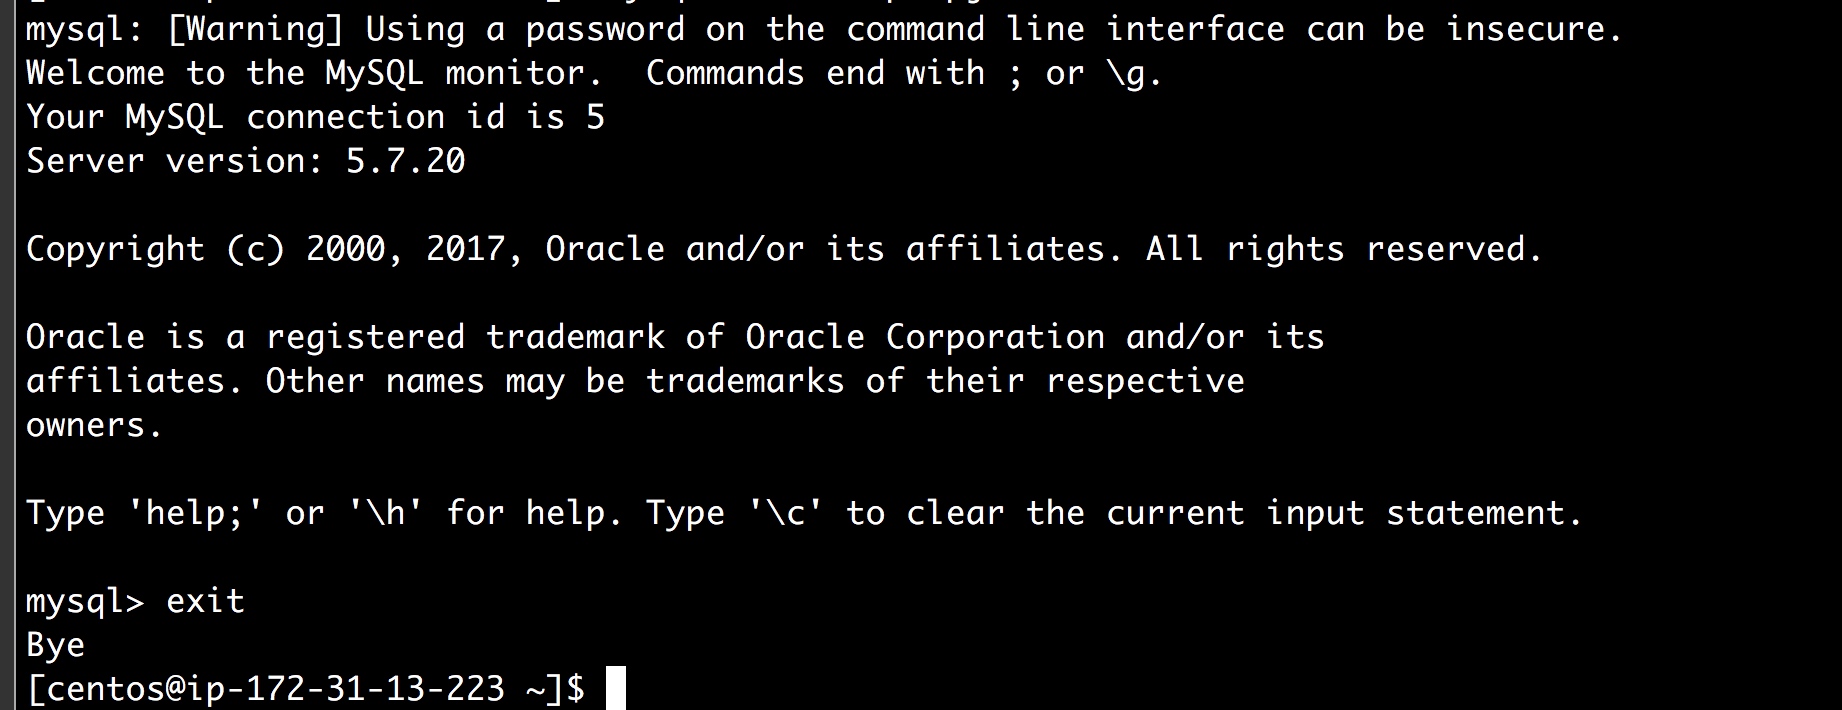 mysql: [Warning] Using a password on the command line interface can be insecure.
Welcome to the MySQL monitor.  Commands end with ; or \g.
Your MySQL connection id is 5
Server version: 5.7.20
Copyright (c) 2000, 2017, Oracle and/or its affiliates. All rights reserved.
Oracle is a registered trademark of Oracle Corporation and/or its
affiliates. Other names may be trademarks of their respective
owners.
Type 'help;' or '\h' for help. Type '\c' to clear the current input statement.
mysql> exit
Bye
[centos@ip-172-31-13-223 ~]$